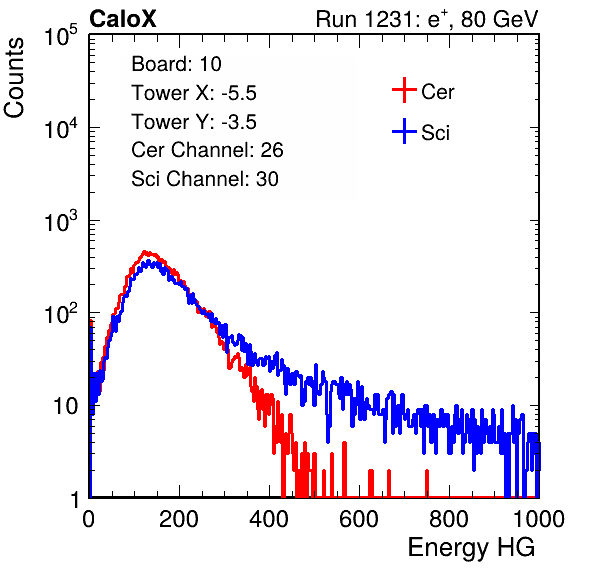 CaloX Run 1231: e⁺, 80 GeV
Counts
Board: 10
Tower X: -5.5
Tower Y: -3.5
Cer Channel: 26
Sci Channel: 30
Cer
Sci
10⁵
10⁴
10³
10²
10
1
0 200 400 600 800 1000
Energy HG